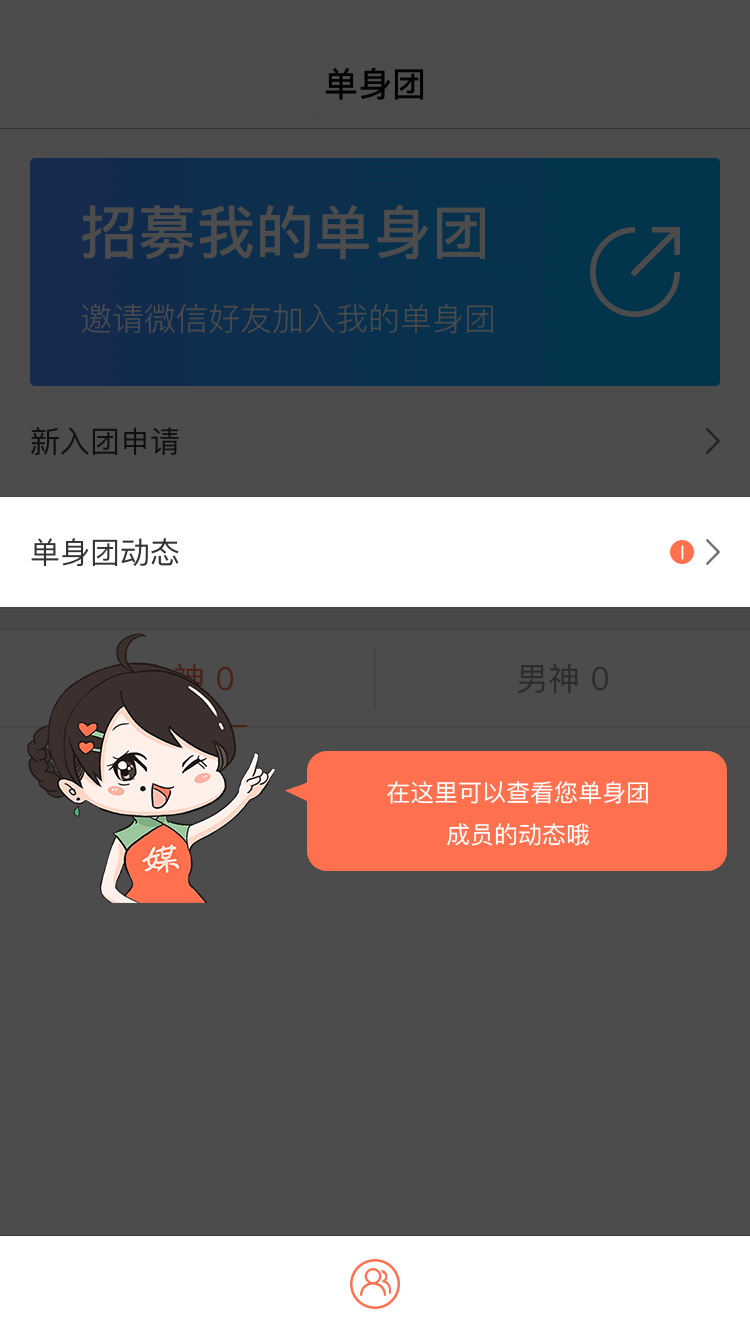 单身团
招募我的单身团
邀请微信好友加入我的单身团
新入团申请
单身团动态
1
神 0
男神 0
在这里可以查看您单身团
成员的动态哦
媒